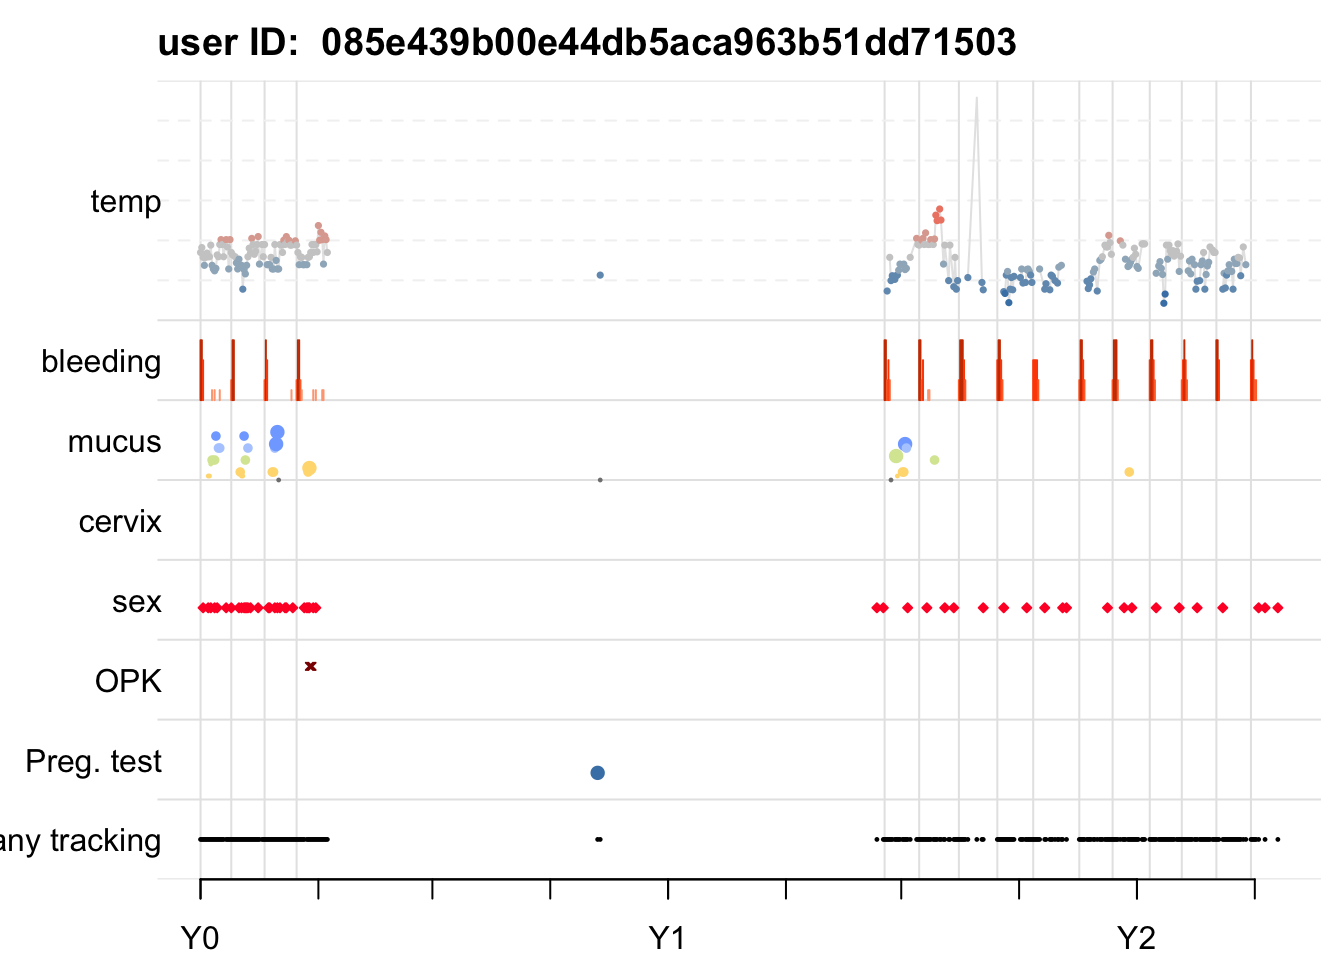 user ID:  085e439b00e44db5aca963b51dd71503
temp
bleeding
mucus
cervix
sex
OPK
Preg. test
any tracking
Y0 Y1 Y2